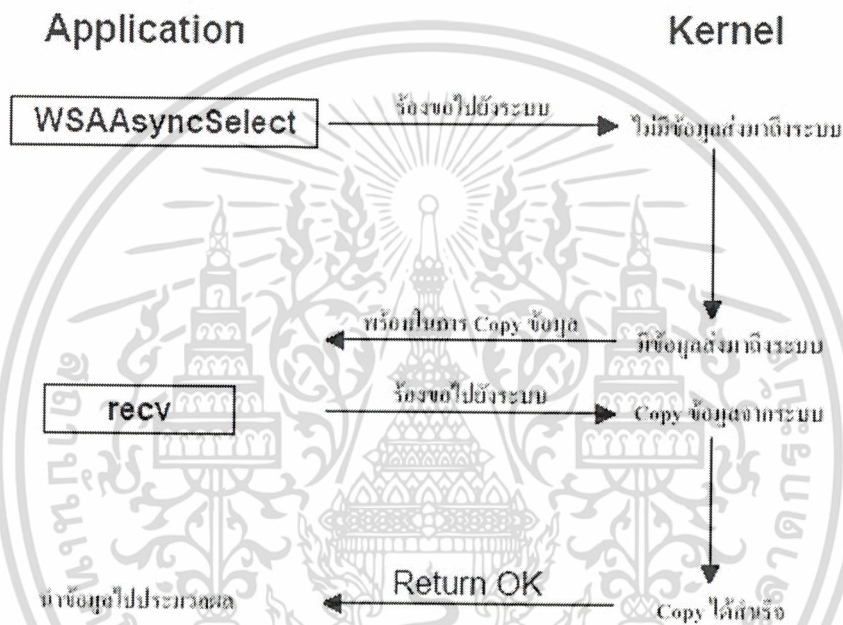 Application
Kernel
WSAAsyncSelect
ร้องขอไปยังระบบ
ไม่มีข้อมูลส่งมาถึงระบบ
พร้อมในการ Copy ข้อมูล
มีข้อมูลส่งมาถึงระบบ
recv
ร้องขอไปยังระบบ
Copy ข้อมูลจากระบบ
นำข้อมูลไปประมวลผล
Return OK
Copy ได้สำเร็จ